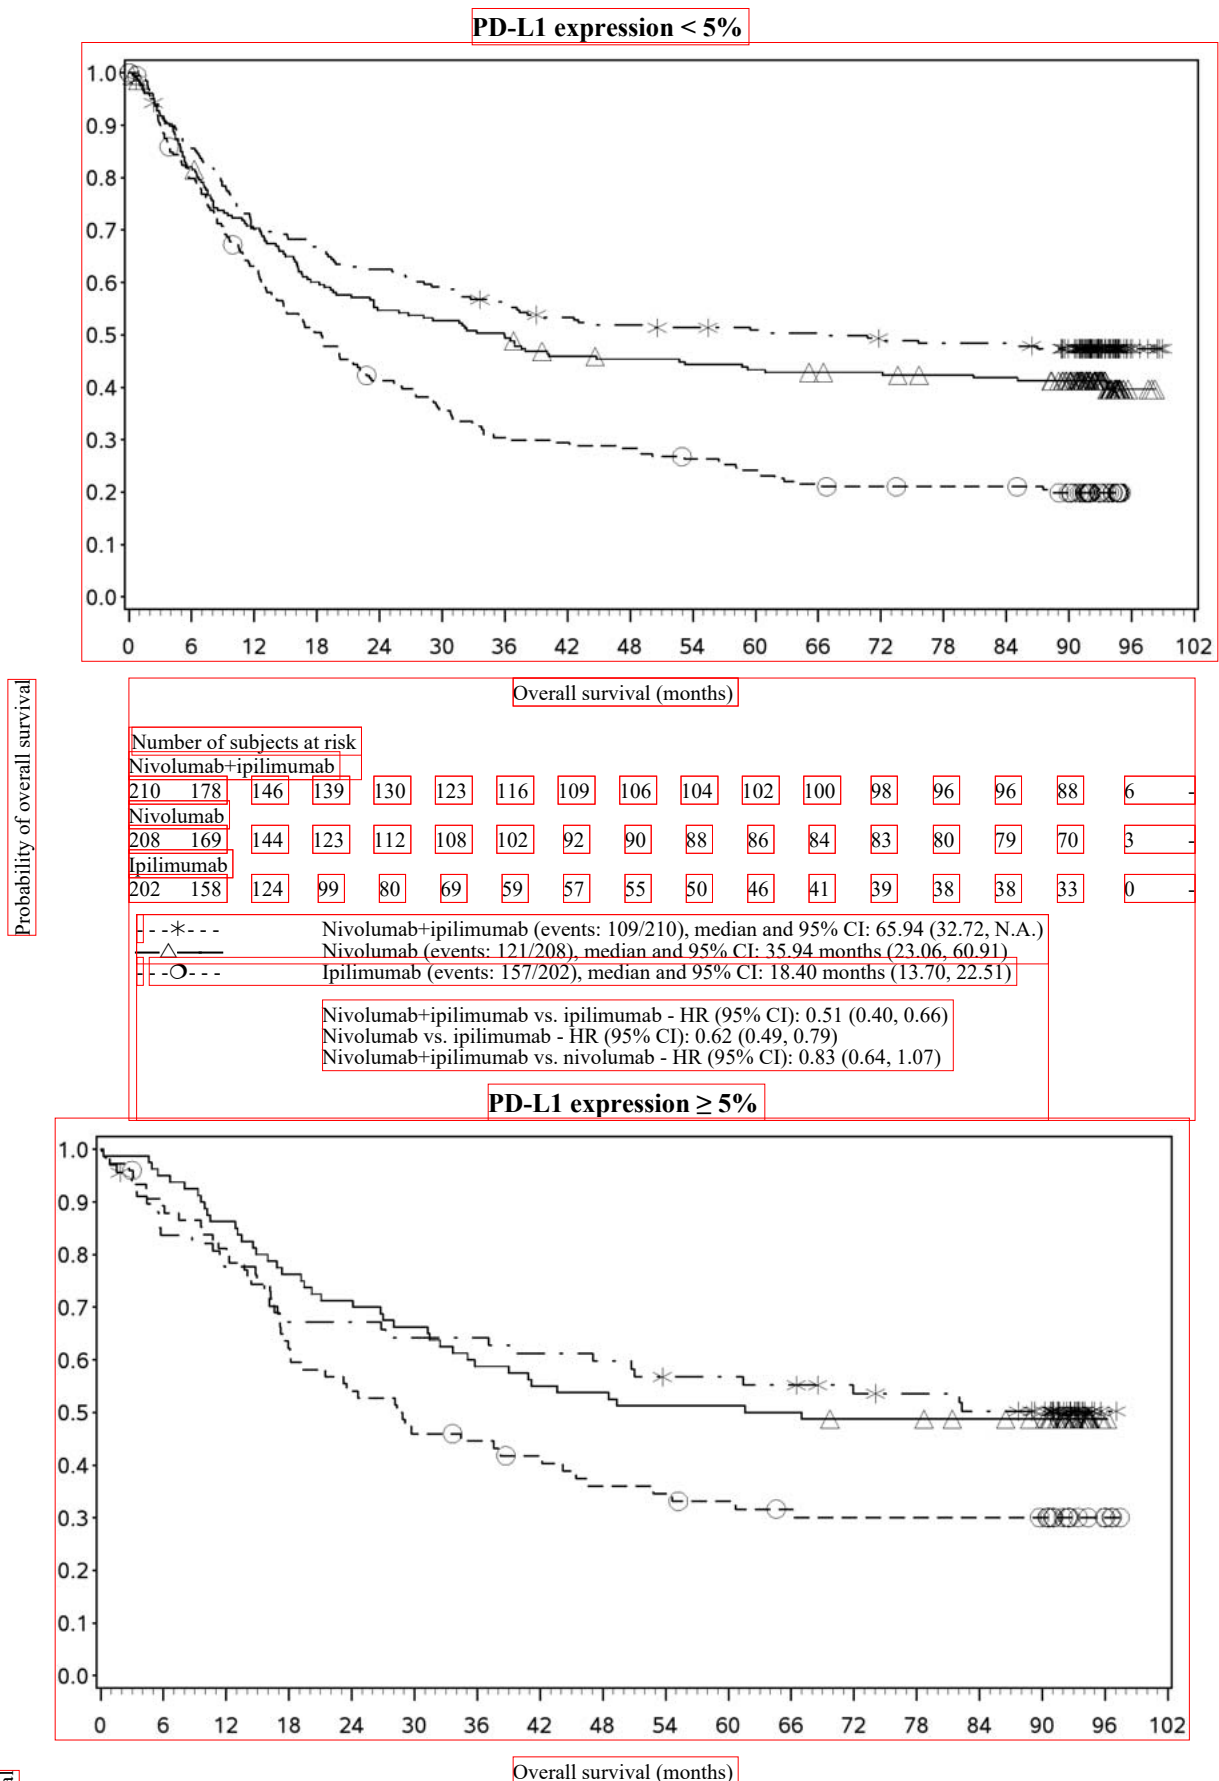 PD-L1 expression < 5%
1.0
0.9
0.8
0.7
0.6
0.5
0.4
0.3
0.2
0.1
0.0
0 6 12 18 24 30 36 42 48 54 60 66 72 78 84 90 96 102
Probability of overall survival
Overall survival (months)
Number of subjects at risk
Nivolumab+ipilimumab
210 178 146 139 130 123 116 109 106 104 102 100 98 96 96 88 6 -
Nivolumab
208 169 144 123 112 108 102 92 90 88 86 84 83 80 79 70 3 -
Ipilimumab
202 158 124 99 80 69 59 57 55 50 46 41 39 38 38 33 0 -
- - -*- - - Nivolumab+ipilimumab (events: 109/210), median and 95% CI: 65.94 (32.72, N.A.)
—△— Nivolumab (events: 121/208), median and 95% CI: 35.94 months (23.06, 60.91)
- - -O- - - Ipilimumab (events: 157/202), median and 95% CI: 18.40 months (13.70, 22.51)
Nivolumab+ipilimumab vs. ipilimumab - HR (95% CI): 0.51 (0.40, 0.66)
Nivolumab vs. ipilimumab - HR (95% CI): 0.62 (0.49, 0.79)
Nivolumab+ipilimumab vs. nivolumab - HR (95% CI): 0.83 (0.64, 1.07)
PD-L1 expression ≥ 5%
1.0
0.9
0.8
0.7
0.6
0.5
0.4
0.3
0.2
0.1
0.0
0 6 12 18 24 30 36 42 48 54 60 66 72 78 84 90 96 102
Overall survival (months)